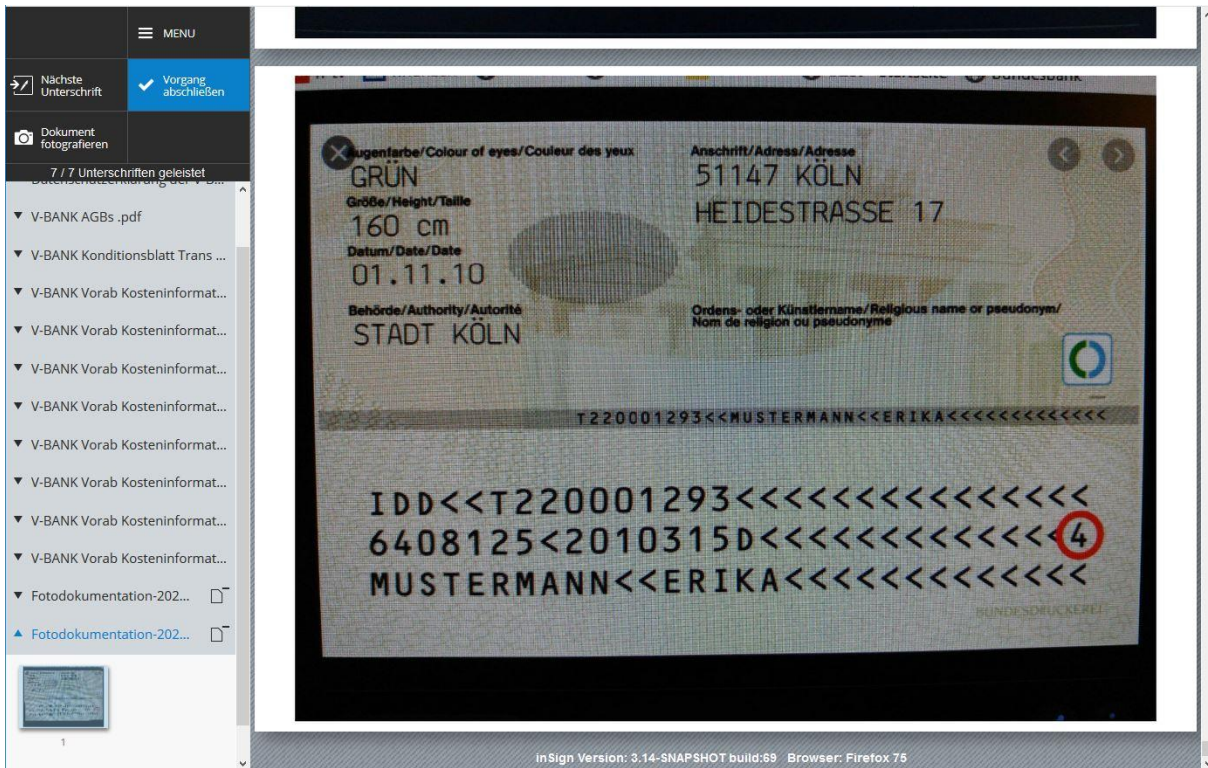 MENU
Nächste
Unterschrift
Vorgang
abschließen
Dokument
fotografieren
7 / 7 Unterschriften geleistet
V-BANK AGBs .pdf
V-BANK Konditionsblatt Trans ...
V-BANK Vorab Kosteninformat...
V-BANK Vorab Kosteninformat...
V-BANK Vorab Kosteninformat...
V-BANK Vorab Kosteninformat...
V-BANK Vorab Kosteninformat...
V-BANK Vorab Kosteninformat...
V-BANK Vorab Kosteninformat...
V-BANK Vorab Kosteninformat...
Fotodokumentation-202...
Fotodokumentation-202...
1
Augenfarbe/Colour of eyes/Couleur des yeux
GRÜN
Größe/Height/Taille
160 cm
Datum/Date/Date
01.11.10
Behörde/Authority/Autorité
STADT KÖLN
Anschrift/Adress/Adresse
51147 KÖLN
HEIDESTRASSE 17
Ordens- oder Künstlername/Religious name or pseudonym/
Nom de religion ou pseudonyme
T220001293<<MUSTERMANN<<ERIKA<<<<<<<<<<<<<
IDD<<T220001293<<<<<<<<<<<<<<<
6408125<2010315D<<<<<<<<<<<<<4
MUSTERMANN<<ERIKA<<<<<<<<<<<<<
BUNDESDRUCKEREI
inSign Version: 3.14-SNAPSHOT build:69 Browser: Firefox 75